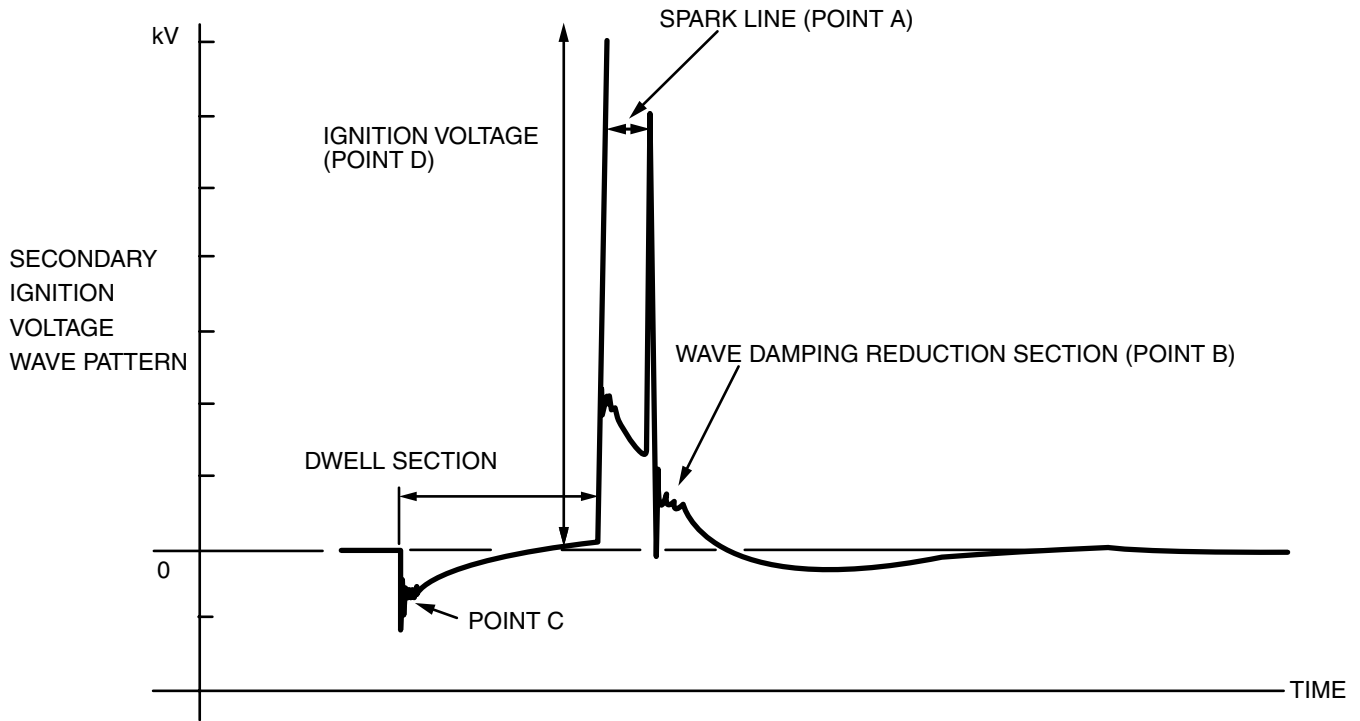 kV
SPARK LINE (POINT A)
IGNITION VOLTAGE
(POINT D)
SECONDARY
IGNITION
VOLTAGE
WAVE PATTERN
WAVE DAMPING REDUCTION SECTION (POINT B)
DWELL SECTION
0
POINT C
TIME